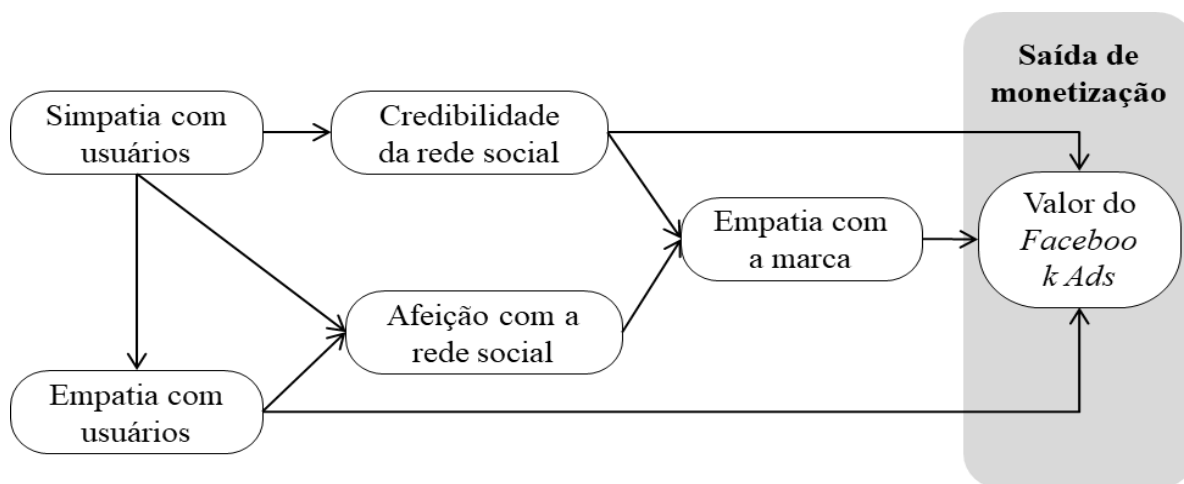 Saída de
monetização
Simpatia com
usuários
Credibilidade
da rede social
Empatia com
a marca
Valor do
Faceboo
k Ads
Afeição com a
rede social
Empatia com
usuários